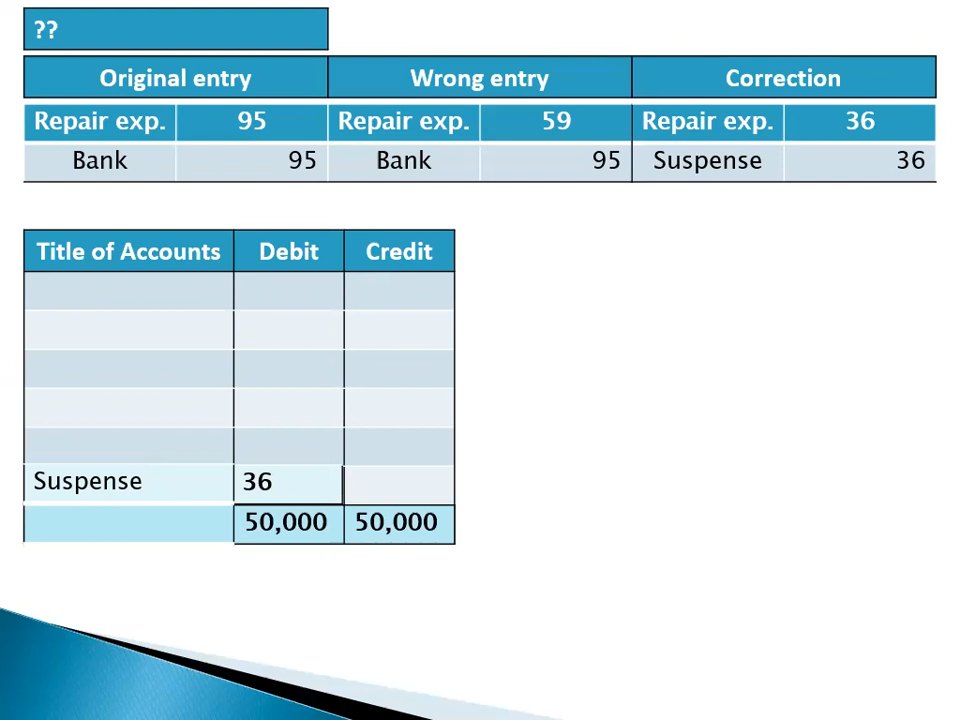 ??
Original entry Wrong entry Correction
Repair exp. 95 Repair exp. 59 Repair exp. 36
Bank 95 Bank 95 Suspense 36
Title of Accounts Debit Credit
Suspense 36
50,000 50,000